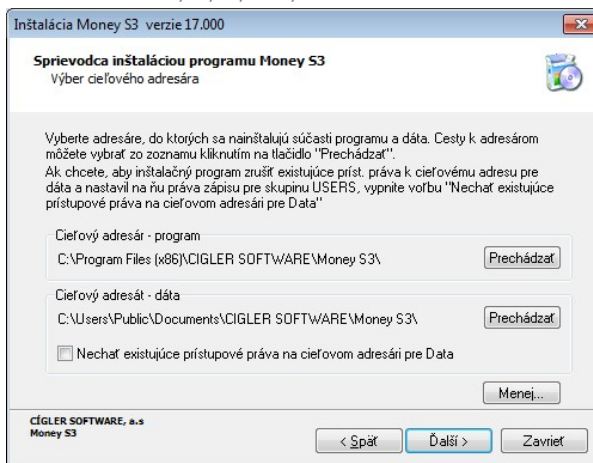 Inštalácia Money S3 verzie 17.000
Sprievodca inštaláciou programu Money S3
Výber cieľového adresára
Vyberte adresáre, do ktorých sa nainštalujú súčasti programu a dáta. Cesty k adresárom
môžete vybrať zo zoznamu kliknutím na tlačidlo "Prechádzať".
Ak chcete, aby inštalačný program zrušiť existujúce príst. práva k cieľovému adresu pre
dáta a nastavil na ňu práva zápisu pre skupinu USERS, vypnite voľbu "Nechať existujúce
prístupové práva na cieľovom adresári pre Data"
Cieľový adresár - program
C:\Program Files (x86)\CIGLER SOFTWARE\Money S3\
Prechádzať
Cieľový adresát - dáta
C:\Users\Public\Documents\CIGLER SOFTWARE\Money S3\
Prechádzať
Nechať existujúce prístupové práva na cieľovom adresári pre Data
Menej...
CÍGLER SOFTWARE, a.s
Money S3
< Späť
Ďalší >
Zavrieť